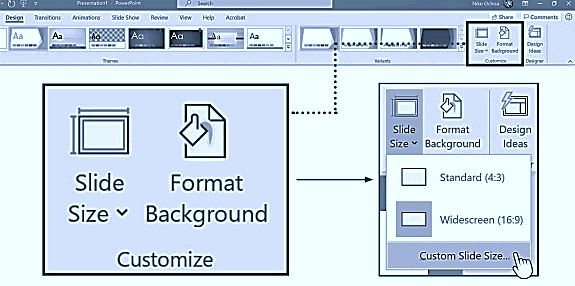 Presentation1 - PowerPoint
Search
Niko Ochoa
Design Transitions Animations Slide Show Review View Help Acrobat
Share Comments
Aa Aa Aa Aa Aa Aa Aa
Slide Size Format Background Design Ideas
Themes Variants Customize Designer
Slide
Size
Format
Background
Customize
Slide
Size
Format
Background
Design
Ideas
Standard (4:3)
Widescreen (16:9)
Custom Slide Size...